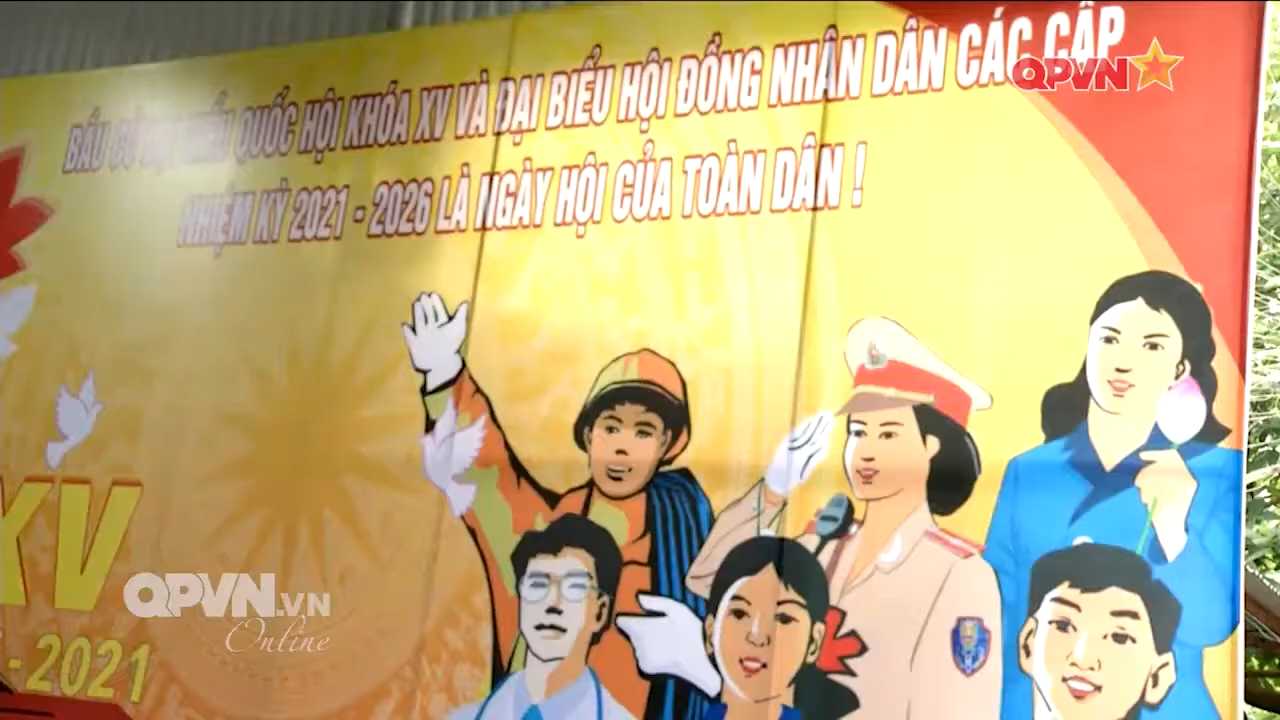 BẦU CỬ ĐẠI BIỂU QUỐC HỘI KHÓA XV VÀ ĐẠI BIỂU HỘI ĐỒNG NHÂN DÂN CÁC CẤP
QPVN
NHIỆM KỲ 2021 - 2026 LÀ NGÀY HỘI CỦA TOÀN DÂN !
XV
QPVN.VN
Online
- 2021